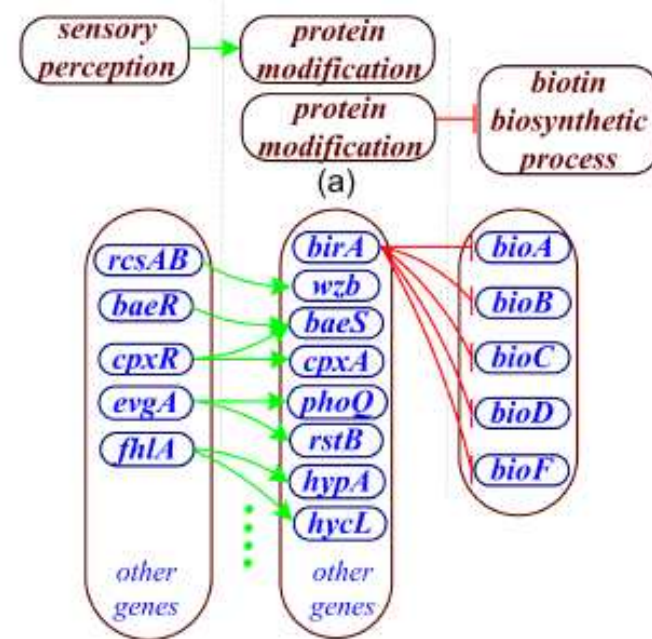 sensory
perception
protein
modification
protein
modification
biotin
biosynthetic
process
(a)
rcsAB
baeR
cpxR
evgA
fhlA
other
genes
birA
wzb
baeS
cpxA
phoQ
rstB
hypA
hycL
other
genes
bioA
bioB
bioC
bioD
bioF